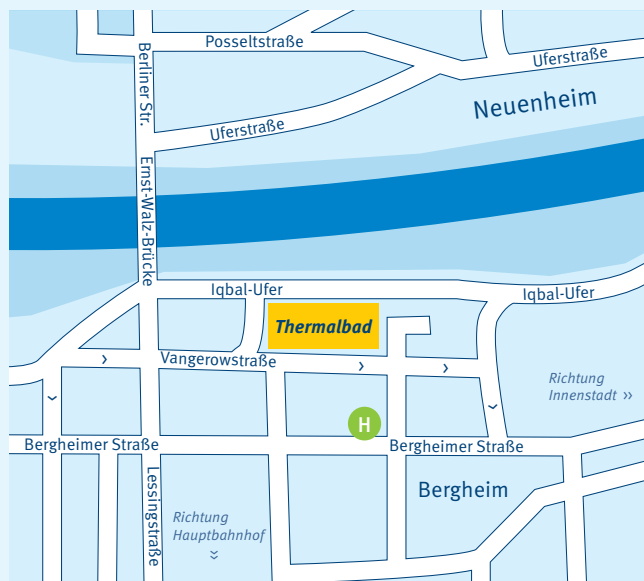 Posseltstraße
Berliner Str.
Uferstraße
Neuenheim
Uferstraße
Ernst-Walz-Brücke
Iqbal-Ufer
Iqbal-Ufer
Thermalbad
Vangerowstraße
Richtung
Innenstadt »
H
Bergheimer Straße
Bergheimer Straße
Lessingstraße
Bergheim
Richtung
Hauptbahnhof